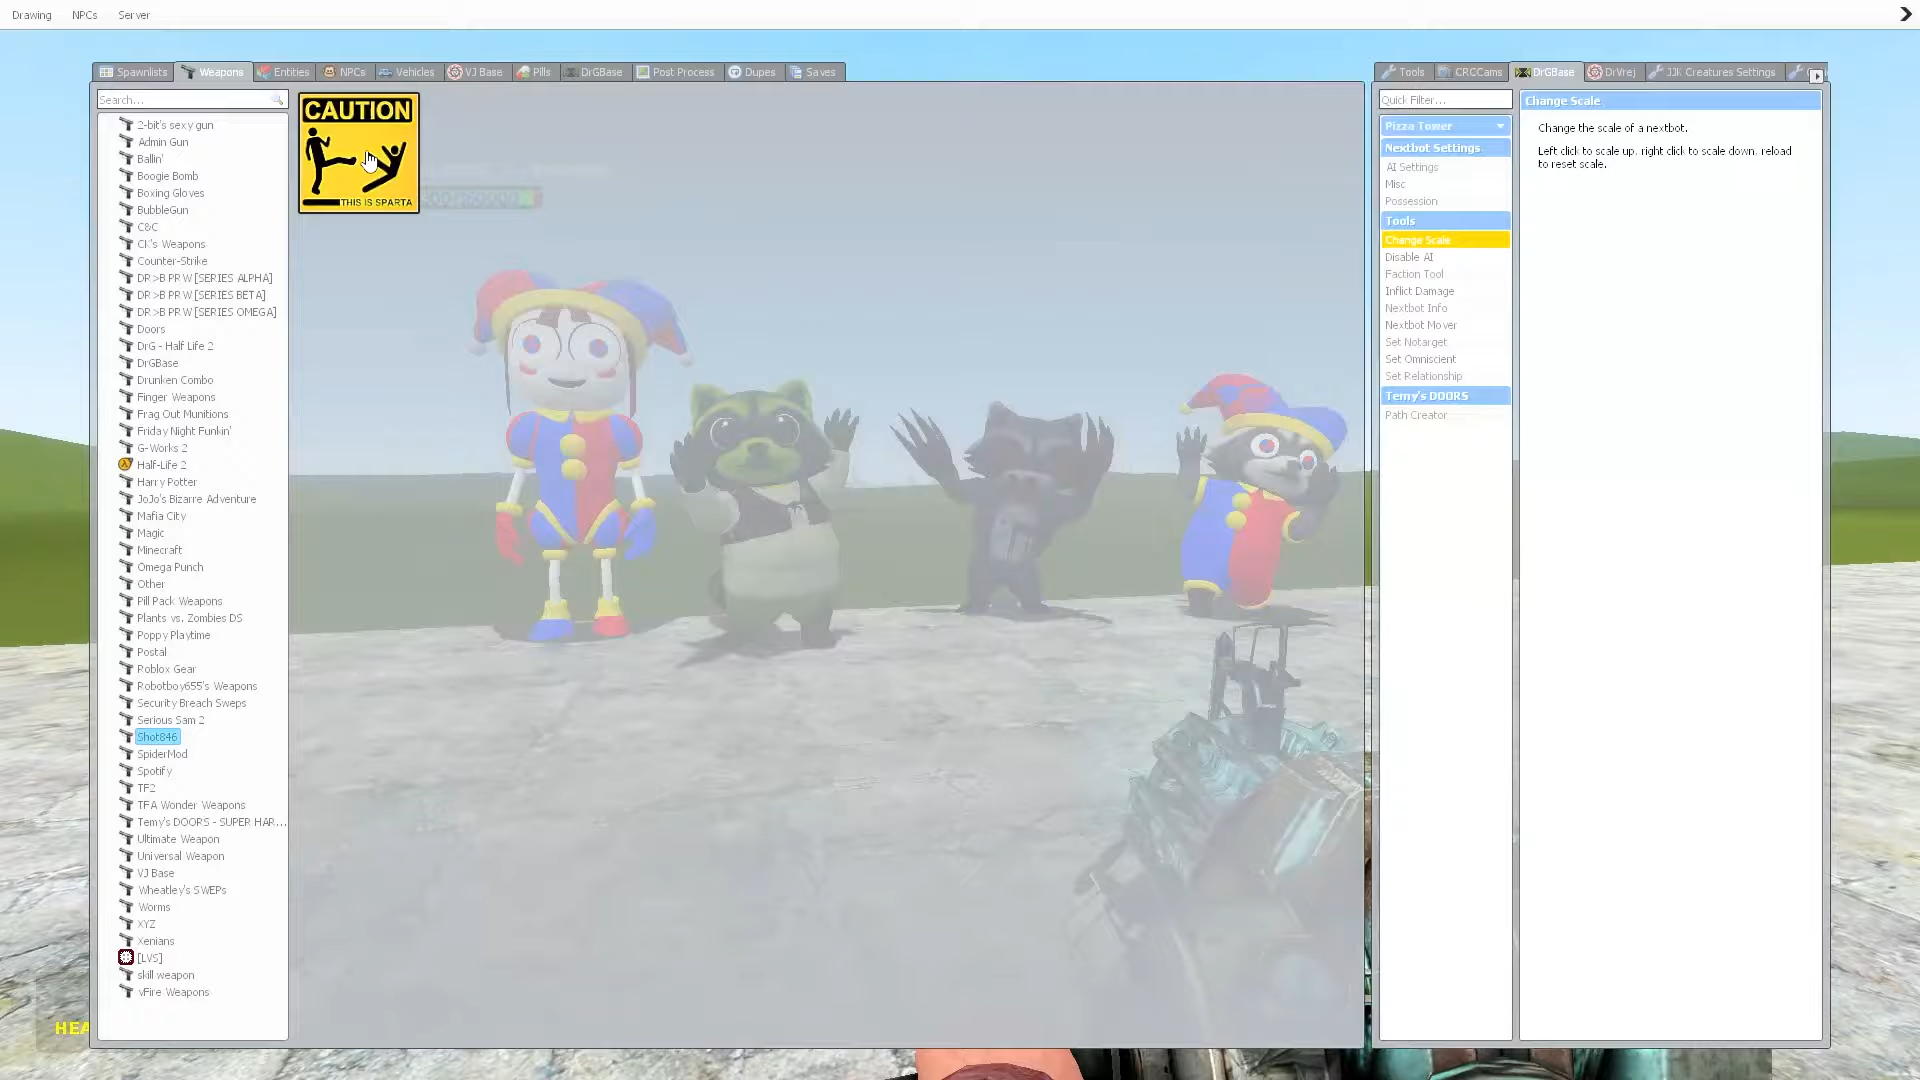 Drawing NPCs Server
Spawnlists Weapons Entities NPCs Vehicles VJ Base Pills DrGBase Post Process Dupes Saves
Search...
2-bit's sexy gun
Admin Gun
Ballin'
Boogie Bomb
Boxing Gloves
BubbleGun
C&C
CK's Weapons
Counter-Strike
DR>B PRW [SERIES ALPHA]
DR>B PRW [SERIES BETA]
DR>B PRW [SERIES OMEGA]
Doors
DrG - Half Life 2
DrGBase
Drunken Combo
Finger Weapons
Frag Out Munitions
Friday Night Funkin'
G-Works 2
Half-Life 2
Harry Potter
JoJo's Bizarre Adventure
Mafia City
Magic
Minecraft
Omega Punch
Other
Pill Pack Weapons
Plants vs. Zombies DS
Poppy Playtime
Postal
Roblox Gear
Robotboy655's Weapons
Security Breach Sweps
Serious Sam 2
Shot846
SpiderMod
Spotify
TF2
TFA Wonder Weapons
Temy's DOORS - SUPER HAR...
Ultimate Weapon
Universal Weapon
VJ Base
Wheatley's SWEPs
Worms
XYZ
Xenians
[LVS]
skill weapon
vFire Weapons
CAUTION
THIS IS SPARTA
Tools CRCCams DrGBase DrVrej JJK Creatures Settings
Quick Filter...
Pizza Tower
Nextbot Settings
AI Settings
Misc
Possession
Tools
Change Scale
Disable AI
Faction Tool
Inflict Damage
Nextbot Info
Nextbot Mover
Set Notarget
Set Omniscient
Set Relationship
Temy's DOORS
Path Creator
Change Scale
Change the scale of a nextbot.
Left click to scale up, right click to scale down, reload
to reset scale.
HEA